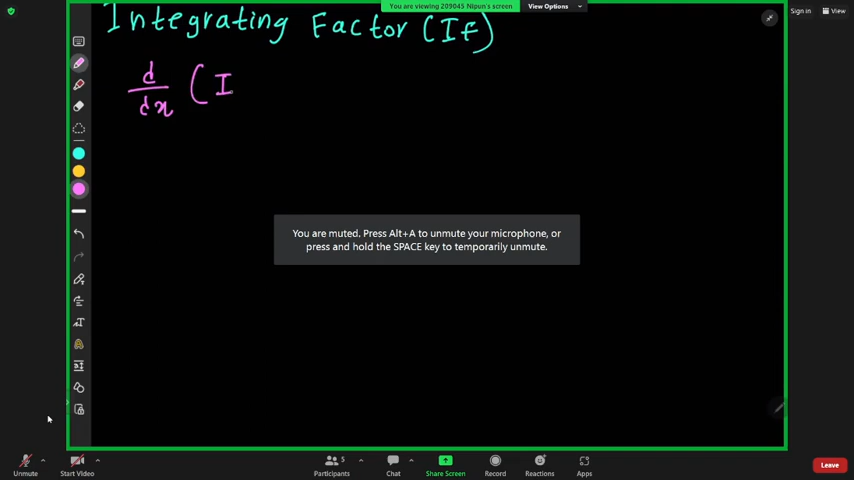 You are viewing 209045 Nipun's screen View Options
Sign in View
Integrating Factor (If)
d/dx (I
You are muted. Press Alt+A to unmute your microphone, or
press and hold the SPACE key to temporarily unmute.
Unmute Start Video Participants 5 Chat Share Screen Record Reactions Apps Leave